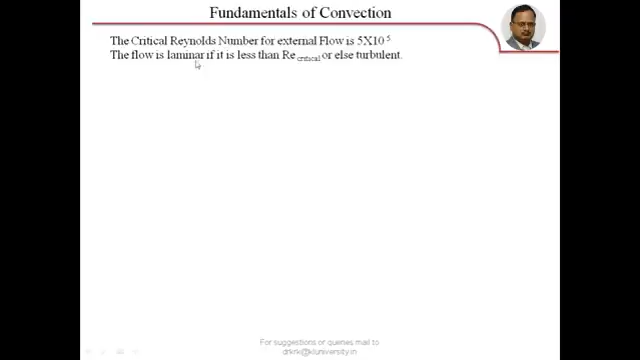 Fundamentals of Convection
The Critical Reynolds Number for external Flow is 5X10 5
The flow is laminar if it is less than Re critical or else turbulent.
For suggestions or queries mail to
drkrk@kluniversity.in